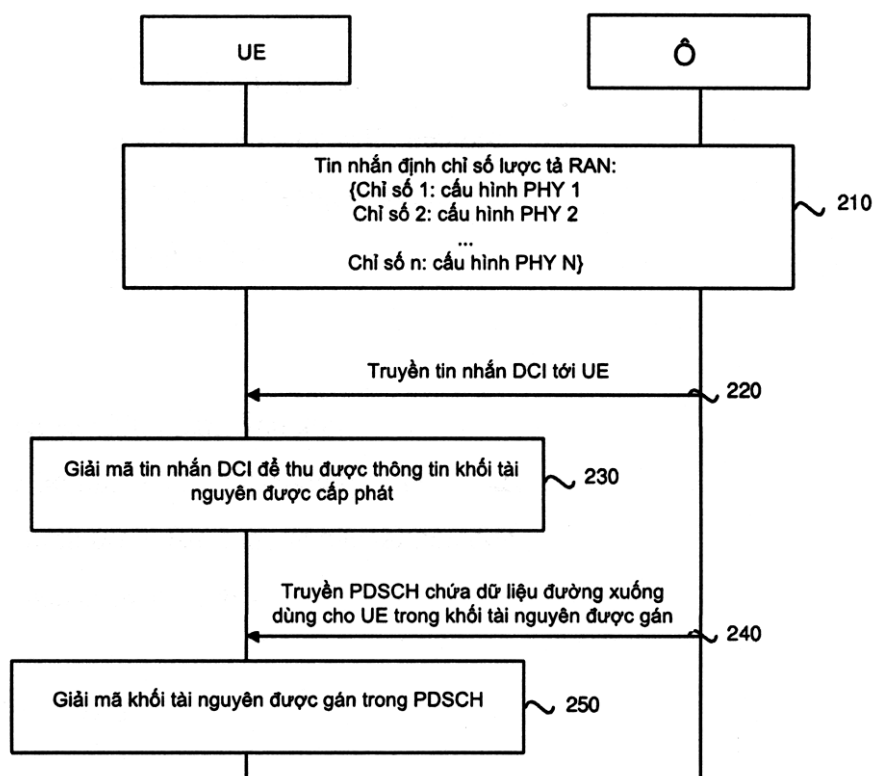 UE
Ô
Tin nhắn định chỉ số lược tả RAN:
{Chỉ số 1: cấu hình PHY 1
Chỉ số 2: cấu hình PHY 2
...
Chỉ số n: cấu hình PHY N}
210
Truyền tin nhắn DCI tới UE
220
Giải mã tin nhắn DCI để thu được thông tin khối tài
nguyên được cấp phát
230
Truyền PDSCH chứa dữ liệu đường xuống
dùng cho UE trong khối tài nguyên được gán
240
Giải mã khối tài nguyên được gán trong PDSCH
250